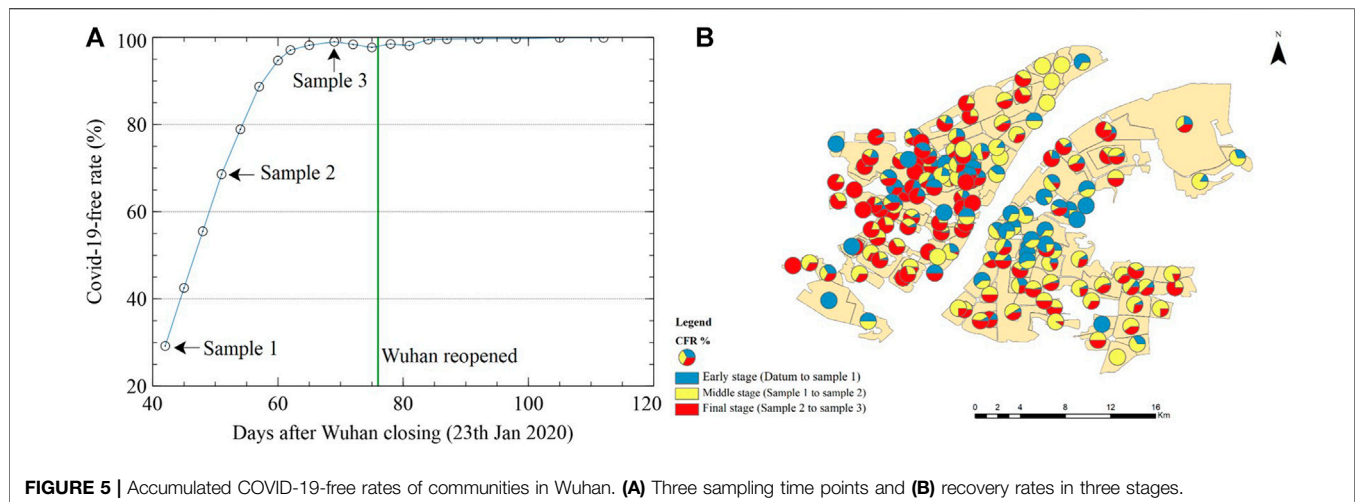 A
100
80
60
40
20
Covid-19-free rate (%)
Sample 3
Sample 2
Sample 1
Wuhan reopened
40 60 80 100 120
Days after Wuhan closing (23th Jan 2020)
B
N
Legend
CFR %
Early stage (Datum to sample 1)
Middle stage (Sample 1 to sample 2)
Final stage (Sample 2 to sample 3)
0 2 4 8 12 16
Km
FIGURE 5 | Accumulated COVID-19-free rates of communities in Wuhan. (A) Three sampling time points and (B) recovery rates in three stages.